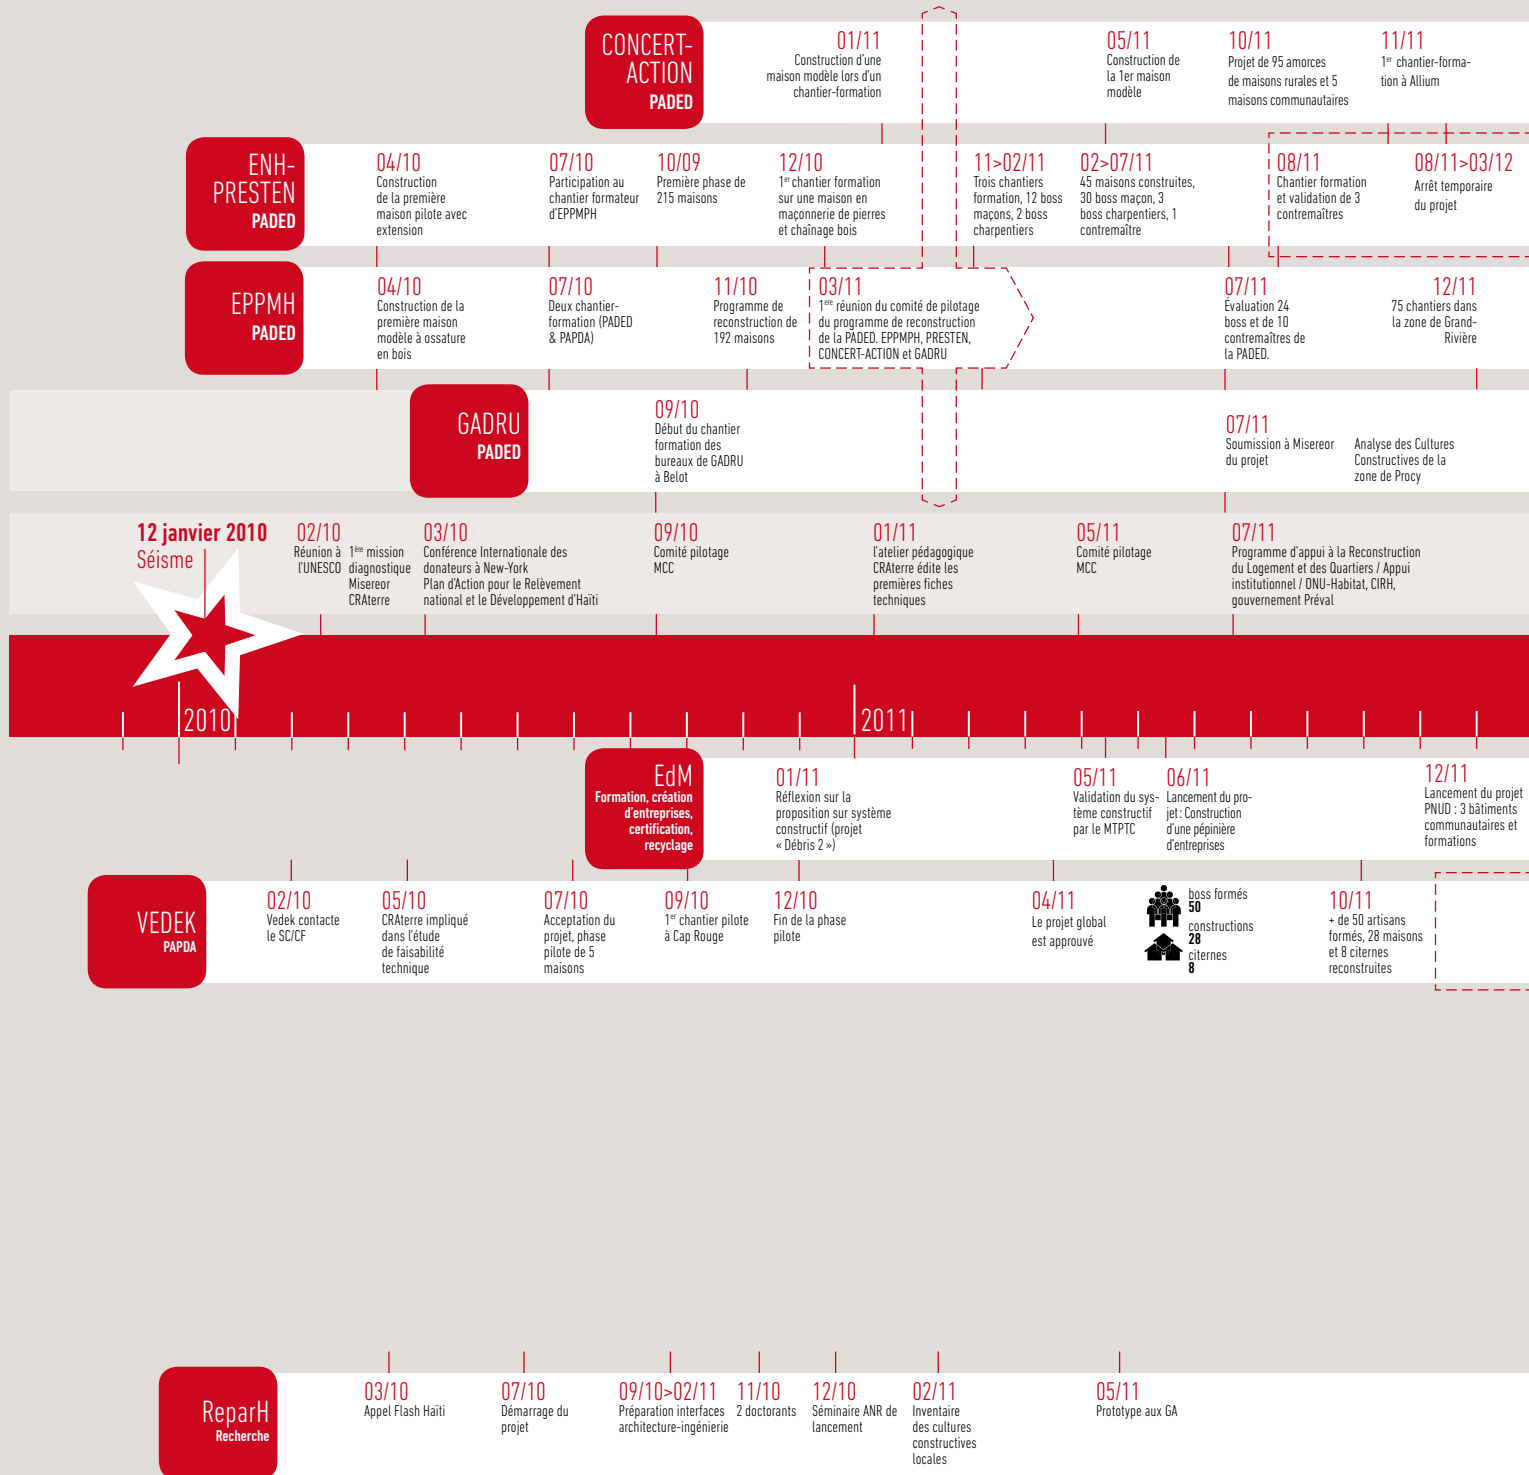 CONCERT-
ACTION
PADED
01/11
Construction d'une
maison modèle lors d'un
chantier-formation
05/11
Construction de
la 1er maison
modèle
10/11
Projet de 95 amorces
de maisons rurales et 5
maisons communautaires
11/11
1er chantier-forma-
tion à Allium
ENH-
PRESTEN
PADED
04/10
Construction
de la première
maison pilote avec
extension
07/10
Participation au
chantier formateur
d'EPPMPH
10/09
Première phase de
215 maisons
12/10
1er chantier formation
sur une maison en
maçonnerie de pierres
et chaînage bois
11>02/11
Trois chantiers
formation, 12 boss
maçons, 2 boss
charpentiers
02>07/11
45 maisons construites,
30 boss maçon, 3
boss charpentiers, 1
contremaître
08/11
Chantier formation
et validation de 3
contremaîtres
08/11>03/12
Arrêt temporaire
du projet
EPPMH
PADED
04/10
Construction de la
première maison
modèle à ossature
en bois
07/10
Deux chantier-
formation (PADED
& PAPDA)
11/10
Programme de
reconstruction de
192 maisons
03/11
1ere réunion du comité de pilotage
du programme de reconstruction
de la PADED. EPPMPH, PRESTEN,
CONCERT-ACTION et GADRU
07/11
Évaluation 24
boss et de 10
contremaîtres de
la PADED.
12/11
75 chantiers dans
la zone de Grand-
Rivière
GADRU
PADED
09/10
Début du chantier
formation des
bureaux de GADRU
à Belot
07/11
Soumission à Misereor
du projet
Analyse des Cultures
Constructives de la
zone de Procy
12 janvier 2010
Séisme
02/10
Réunion à
l'UNESCO
1ère mission
diagnostique
Misereor
CRAterre
03/10
Conférence Internationale des
donateurs à New-York
Plan d'Action pour le Relèvement
national et le Développement d'Haïti
09/10
Comité pilotage
MCC
01/11
l'atelier pédagogique
CRAterre édite les
premières fiches
techniques
05/11
Comité pilotage
MCC
07/11
Programme d'appui à la Reconstruction
du Logement et des Quartiers / Appui
institutionnel / ONU-Habitat, CIRH,
gouvernement Préval
2010
2011
EdM
Formation, création
d'entreprises,
certification,
recyclage
01/11
Réflexion sur la
proposition sur système
constructif (projet
« Débris 2 »)
05/11
Validation du sys-
tème constructif
par le MTPTC
06/11
Lancement du pro-
jet : Construction
d'une pépinière
d'entreprises
12/11
Lancement du projet
PNUD : 3 bâtiments
communautaires et
formations
VEDEK
PAPDA
02/10
Vedek contacte
le SC/CF
05/10
CRAterre impliqué
dans l'étude
de faisabilité
technique
07/10
Acceptation du
projet, phase
pilote de 5
maisons
09/10
1er chantier pilote
à Cap Rouge
12/10
Fin de la phase
pilote
04/11
Le projet global
est approuvé
boss formés
50
constructions
28
citernes
8
10/11
+ de 50 artisans
formés, 28 maisons
et 8 citernes
reconstruites
ReparH
Recherche
03/10
Appel Flash Haïti
07/10
Démarrage du
projet
09/10>02/11
Préparation interfaces
architecture-ingénierie
11/10
2 doctorants
12/10
Séminaire ANR de
lancement
02/11
Inventaire
des cultures
constructives
locales
05/11
Prototype aux GA